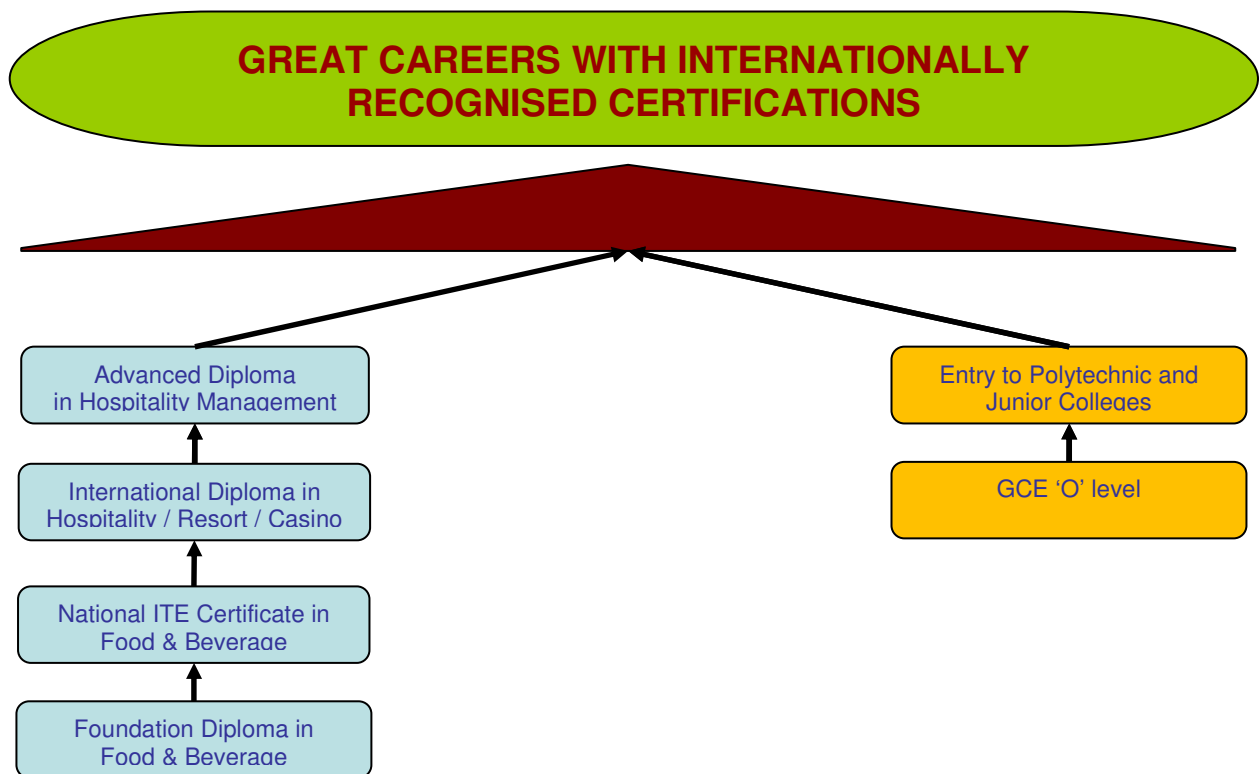 GREAT CAREERS WITH INTERNATIONALLY
RECOGNISED CERTIFICATIONS
Advanced Diploma
in Hospitality Management
International Diploma in
Hospitality / Resort / Casino
National ITE Certificate in
Food & Beverage
Foundation Diploma in
Food & Beverage
Entry to Polytechnic and
Junior Colleges
GCE ‘O’ level